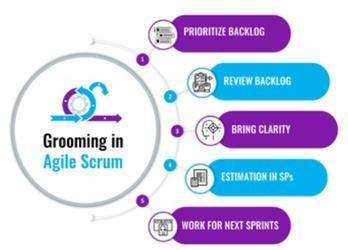 Grooming in
Agile Scrum
1
PRIORITIZE BACKLOG
2
REVIEW BACKLOG
3
BRING CLARITY
4
ESTIMATION IN SPs
5
WORK FOR NEXT SPRINTS